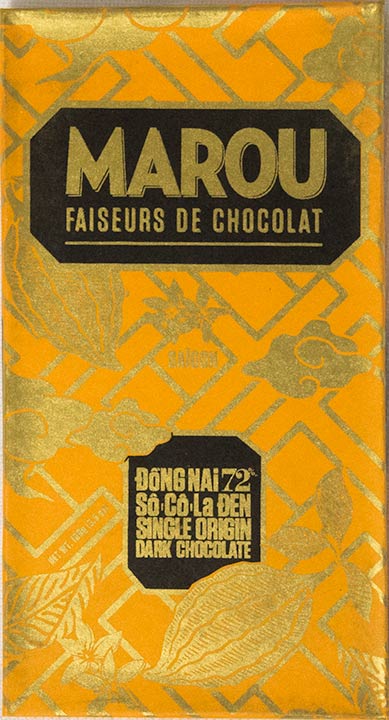 MAROU
FAISEURS DE CHOCOLAT
SAIGON
ĐỒNG NAI 72%
SÔ·CÔ·La ĐEN
SINGLE ORIGIN
DARK CHOCOLATE